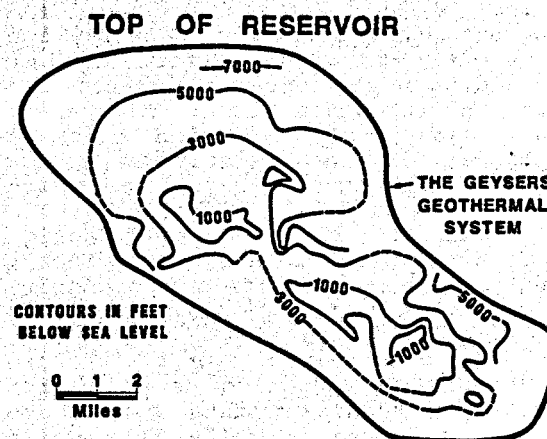 TOP OF RESERVOIR
7000
5000
3000
1000
THE GEYSERS
GEOTHERMAL
SYSTEM
1000
5000
3000
-1000
CONTOURS IN FEET
BELOW SEA LEVEL
0 1 2
Miles